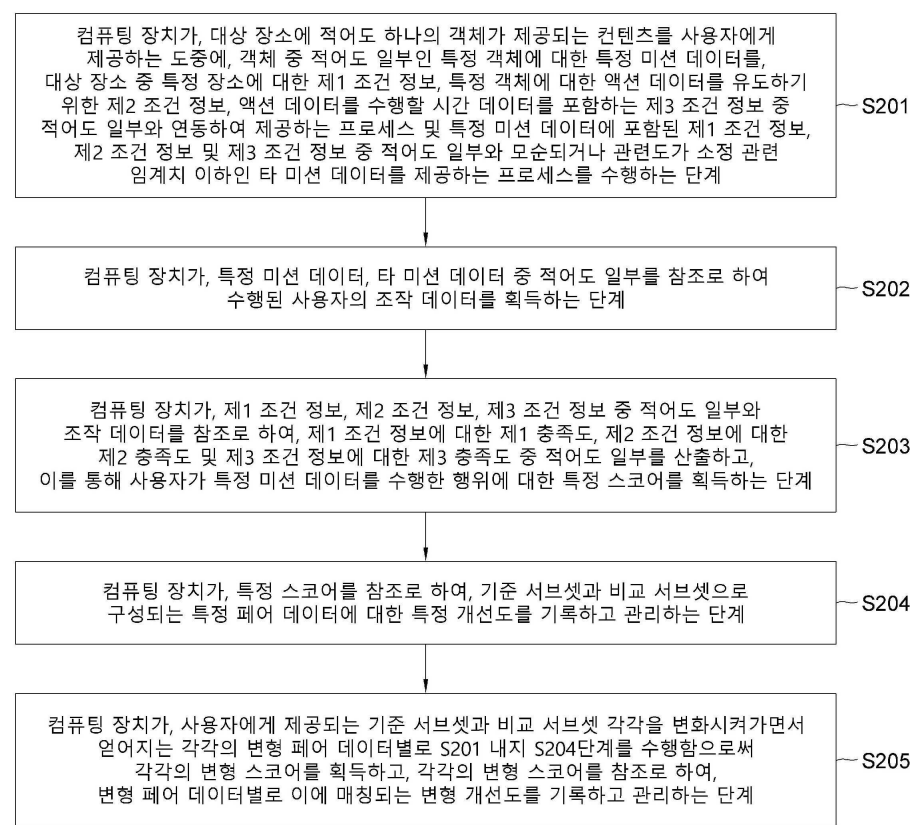 컴퓨팅 장치가, 대상 장소에 적어도 하나의 객체가 제공되는 컨텐츠를 사용자에게
제공하는 도중에, 객체 중 적어도 일부인 특정 객체에 대한 특정 미션 데이터를,
대상 장소 중 특정 장소에 대한 제1 조건 정보, 특정 객체에 대한 액션 데이터를 유도하기
위한 제2 조건 정보, 액션 데이터를 수행할 시간 데이터를 포함하는 제3 조건 정보 중
적어도 일부와 연동하여 제공하는 프로세스 및 특정 미션 데이터에 포함된 제1 조건 정보,
제2 조건 정보 및 제3 조건 정보 중 적어도 일부와 모순되거나 관련도가 소정 관련
임계치 이하인 타 미션 데이터를 제공하는 프로세스를 수행하는 단계
S201
컴퓨팅 장치가, 특정 미션 데이터, 타 미션 데이터 중 적어도 일부를 참조로 하여
수행된 사용자의 조작 데이터를 획득하는 단계
S202
컴퓨팅 장치가, 제1 조건 정보, 제2 조건 정보, 제3 조건 정보 중 적어도 일부와
조작 데이터를 참조로 하여, 제1 조건 정보에 대한 제1 충족도, 제2 조건 정보에 대한
제2 충족도 및 제3 조건 정보에 대한 제3 충족도 중 적어도 일부를 산출하고,
이를 통해 사용자가 특정 미션 데이터를 수행한 행위에 대한 특정 스코어를 획득하는 단계
S203
컴퓨팅 장치가, 특정 스코어를 참조로 하여, 기준 서브셋과 비교 서브셋으로
구성되는 특정 페어 데이터에 대한 특정 개선도를 기록하고 관리하는 단계
S204
컴퓨팅 장치가, 사용자에게 제공되는 기준 서브셋과 비교 서브셋 각각을 변화시켜가면서
얻어지는 각각의 변형 페어 데이터별로 S201 내지 S204단계를 수행함으로써
각각의 변형 스코어를 획득하고, 각각의 변형 스코어를 참조로 하여,
변형 페어 데이터별로 이에 매칭되는 변형 개선도를 기록하고 관리하는 단계
S205